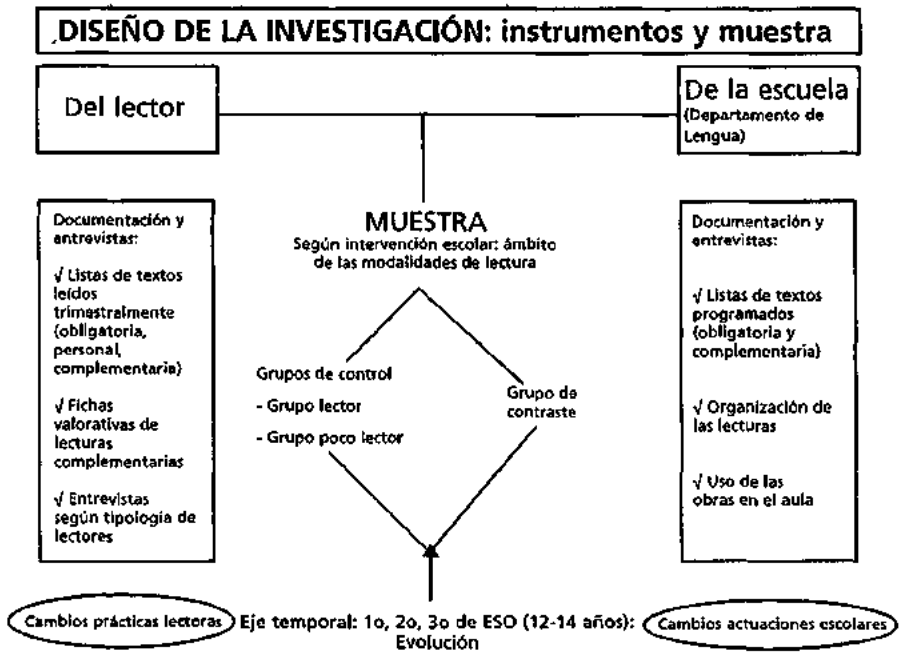 DISEÑO DE LA INVESTIGACIÓN: instrumentos y muestra
Del lector
De la escuela
(Departamento de
Lengua)
Documentación y
entrevistas:
√ Listas de textos
leídos
trimestralmente
(obligatoria,
personal,
complementaria)
√ Fichas
valorativas de
lecturas
complementarias
√ Entrevistas
según tipología de
lectores
MUESTRA
Según intervención escolar: ámbito
de las modalidades de lectura
Grupos de control
- Grupo lector
- Grupo poco lector
Grupo de
contraste
Documentación y
entrevistas:
√ Listas de textos
programados
(obligatoria y
complementaria)
√ Organización de
las lecturas
√ Uso de las
obras en el aula
Cambios prácticas lectoras
Eje temporal: 1o, 2o, 3o de ESO (12-14 años):
Evolución
Cambios actuaciones escolares